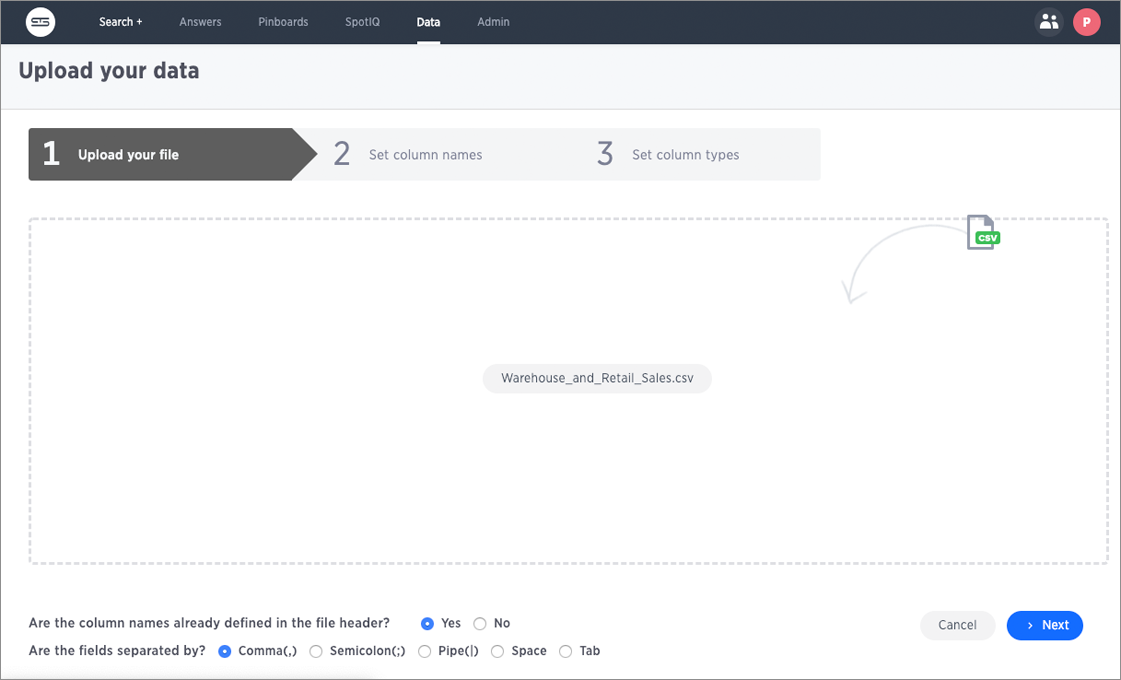 Search + Answers Pinboards SpotIQ Data Admin P
Upload your data
1 Upload your file 2 Set column names 3 Set column types
CSV
Warehouse_and_Retail_Sales.csv
Are the column names already defined in the file header? Yes No
Cancel > Next
Are the fields separated by? Comma(,) Semicolon(;) Pipe(|) Space Tab